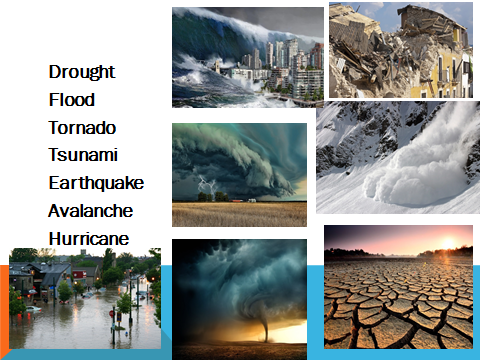 Drought
Flood
Tornado
Tsunami
Earthquake
Avalanche
Hurricane